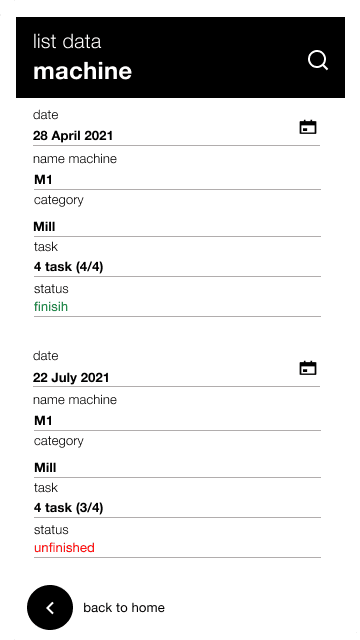 list data
machine
date
28 April 2021
name machine
M1
category
Mill
task
4 task (4/4)
status
finisih
date
22 July 2021
name machine
M1
category
Mill
task
4 task (3/4)
status
unfinished
back to home